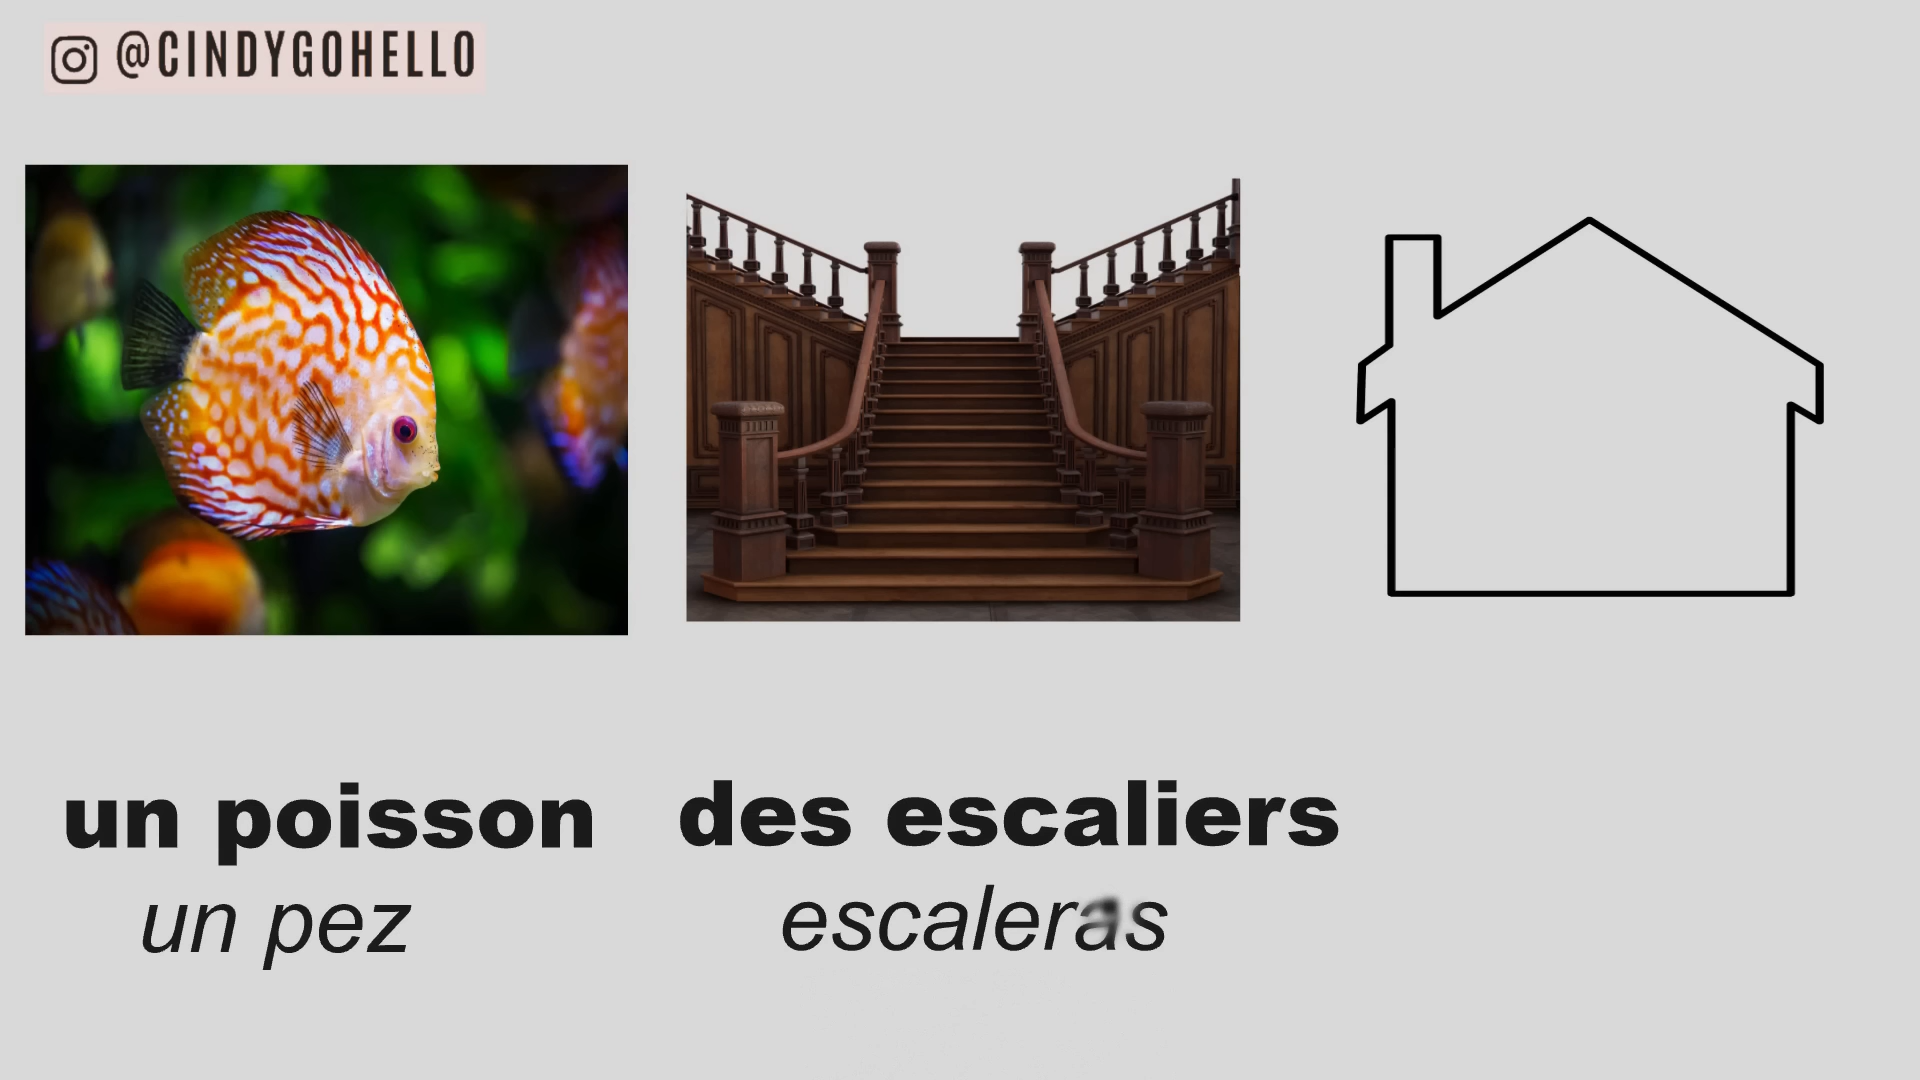 @CINDYGOHELLO
un poisson
des escaliers
un pez
escaleras